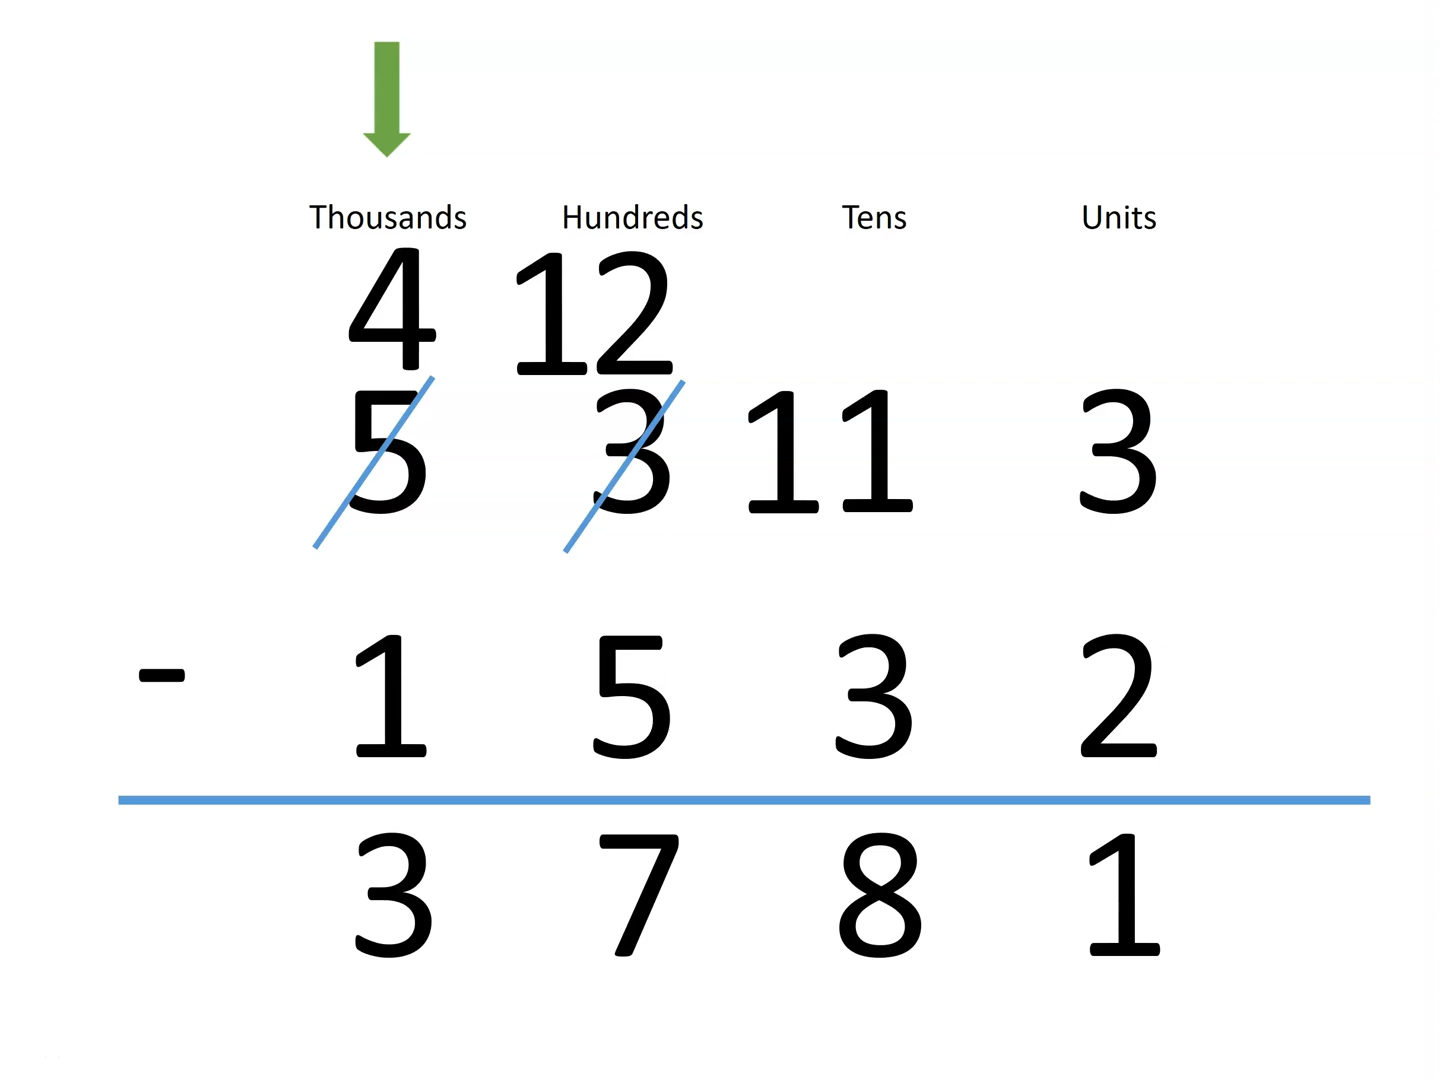 Thousands Hundreds Tens Units
4 12
5 3 11 3
- 1 5 3 2
3 7 8 1